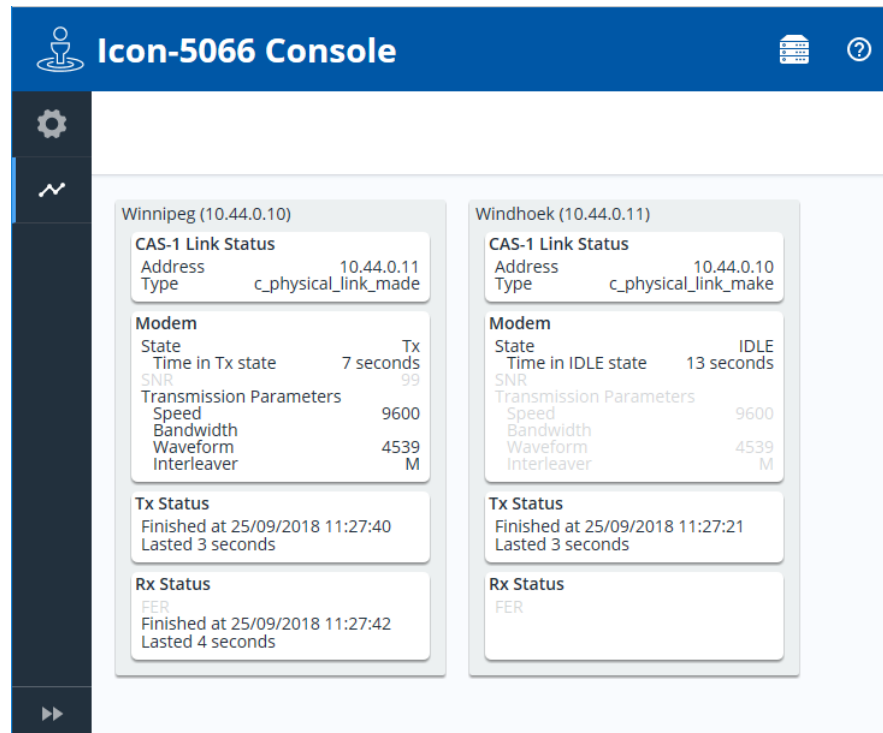 Icon-5066 Console
Winnipeg (10.44.0.10)
CAS-1 Link Status
Address 10.44.0.11
Type c_physical_link_made
Modem
State Tx
Time in Tx state 7 seconds
SNR 99
Transmission Parameters
Speed 9600
Bandwidth
Waveform 4539
Interleaver M
Tx Status
Finished at 25/09/2018 11:27:40
Lasted 3 seconds
Rx Status
FER
Finished at 25/09/2018 11:27:42
Lasted 4 seconds
Windhoek (10.44.0.11)
CAS-1 Link Status
Address 10.44.0.10
Type c_physical_link_make
Modem
State IDLE
Time in IDLE state 13 seconds
SNR
Transmission Parameters
Speed 9600
Bandwidth
Waveform 4539
Interleaver M
Tx Status
Finished at 25/09/2018 11:27:21
Lasted 3 seconds
Rx Status
FER